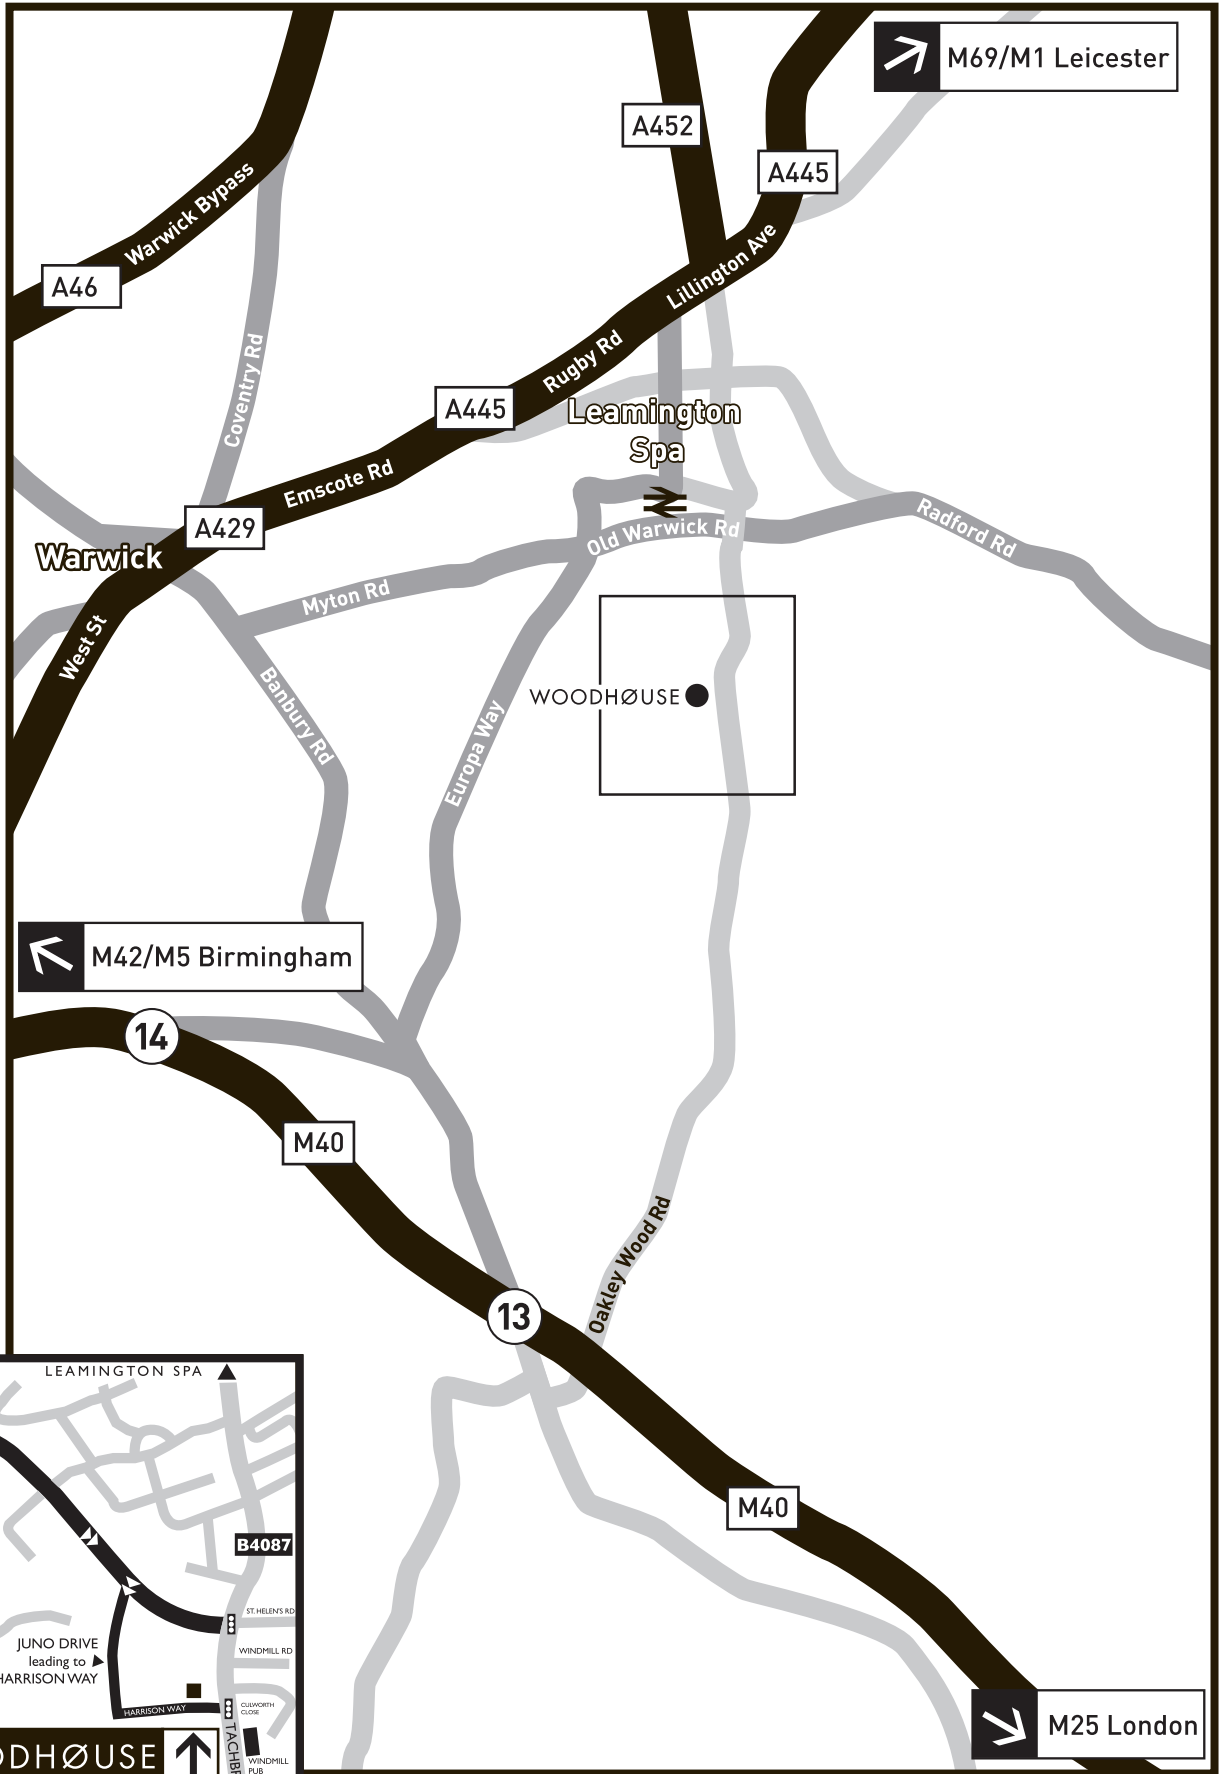 M69/M1 Leicester
A452
A445
Warwick Bypass
A46
Lillington Ave
Coventry Rd
Rugby Rd
A445
Leamington
Spa
Emscote Rd
A429
Old Warwick Rd
Radford Rd
Warwick
Myton Rd
West St
Banbury Rd
WOODHØUSE
Europa Way
M42/M5 Birmingham
14
M40
Oakley Wood Rd
13
LEAMINGTON SPA
M40
B4087
ST. HELEN'S RD
JUNO DRIVE
leading to
HARRISON WAY
WINDMILL RD
HARRISON WAY
CULWORTH
CLOSE
M25 London
WINDMILL
PUB